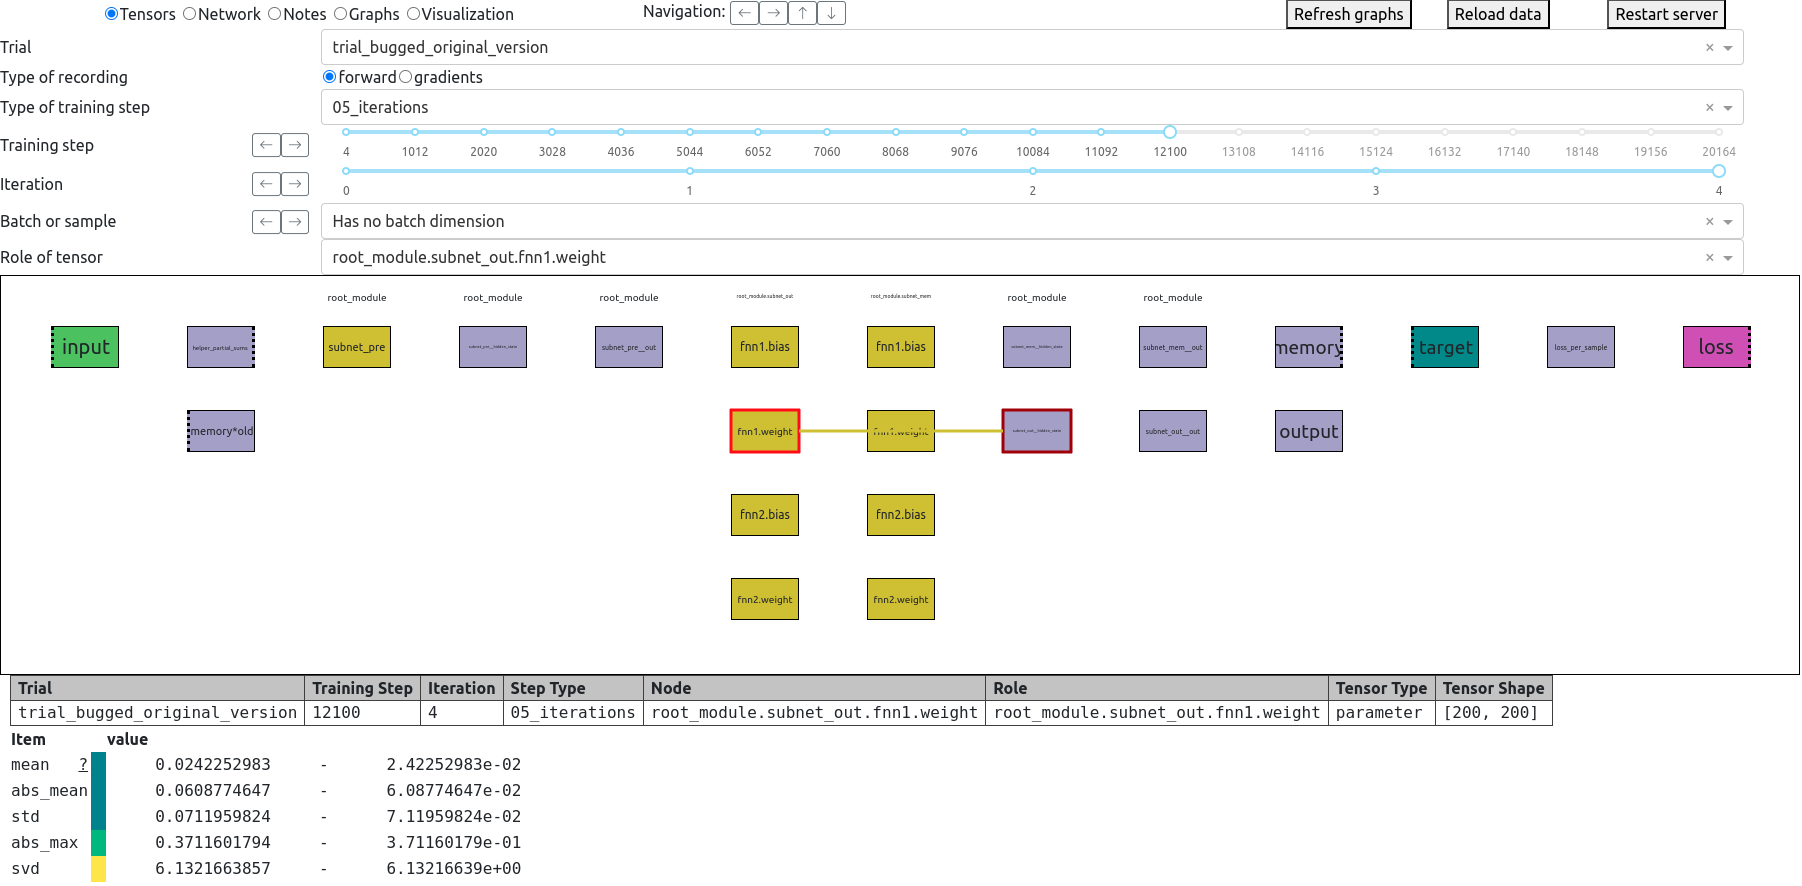 Tensors Network Notes Graphs Visualization Navigation: ← → ↑ ↓ Refresh graphs Reload data Restart server
Trial trial_bugged_original_version × 
Type of recording forward gradients
Type of training step 05_iterations ×
Training step ← →
4 1012 2020 3028 4036 5044 6052 7060 8068 9076 10084 11092 12100 13108 14116 15124 16132 17140 18148 19156 20164
Iteration ← →
0 1 2 3 4
Batch or sample ← → Has no batch dimension ×
Role of tensor root_module.subnet_out.fnn1.weight ×
root_module root_module root_module root_module.subnet_out root_module.subnet_mem root_module root_module
input helper_partial_sums subnet_pre subnet_pre__hidden_state subnet_pre__out fnn1.bias fnn1.bias subnet_mem__hidden_state subnet_mem__out memory target loss_per_sample loss
memory*old fnn1.weight fnn1.weight subnet_out__hidden_state subnet_out__out output
fnn2.bias fnn2.bias
fnn2.weight fnn2.weight
Trial Training Step Iteration Step Type Node Role Tensor Type Tensor Shape
trial_bugged_original_version 12100 4 05_iterations root_module.subnet_out.fnn1.weight root_module.subnet_out.fnn1.weight parameter [200, 200]
Item value
mean ? 0.0242252983 - 2.42252983e-02
abs_mean 0.0608774647 - 6.08774647e-02
std 0.0711959824 - 7.11959824e-02
abs_max 0.3711601794 - 3.71160179e-01
svd 6.1321663857 - 6.13216639e+00